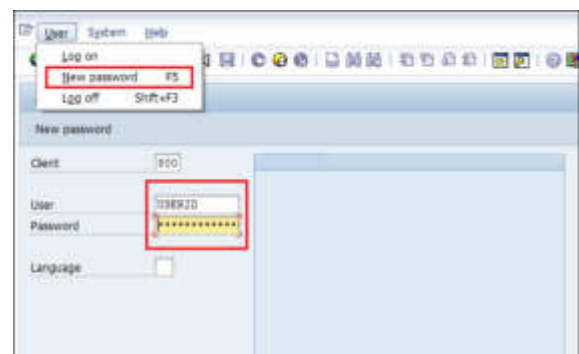 User System Help
Log on
New password F5
Log off Shift+F3
New password
Client 800
User
Password ************
Language